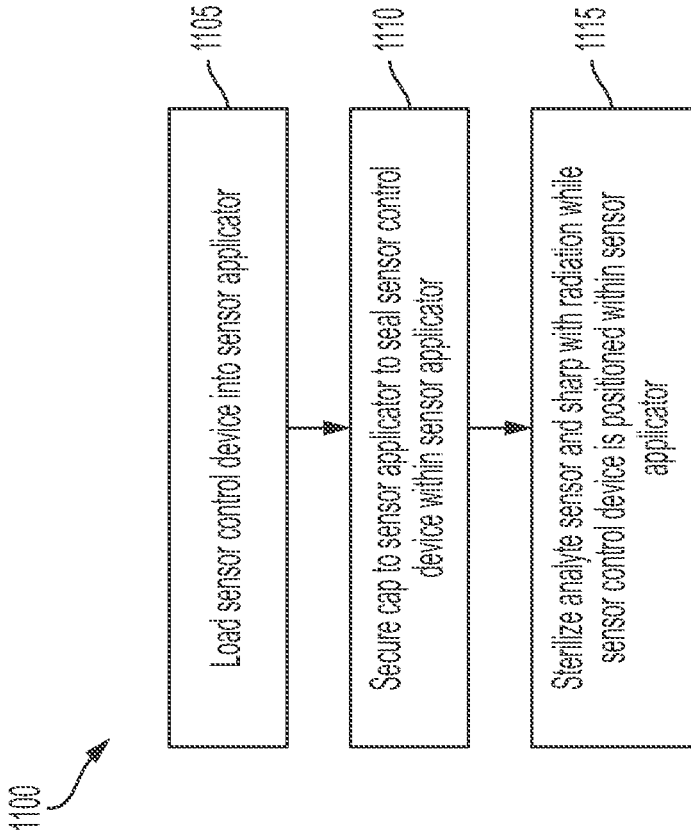 1100
Load sensor control device into sensor applicator
1105
Secure cap to sensor applicator to seal sensor control
device within sensor applicator
1110
Sterilize analyte sensor and sharp with radiation while
sensor control device is positioned within sensor
applicator
1115